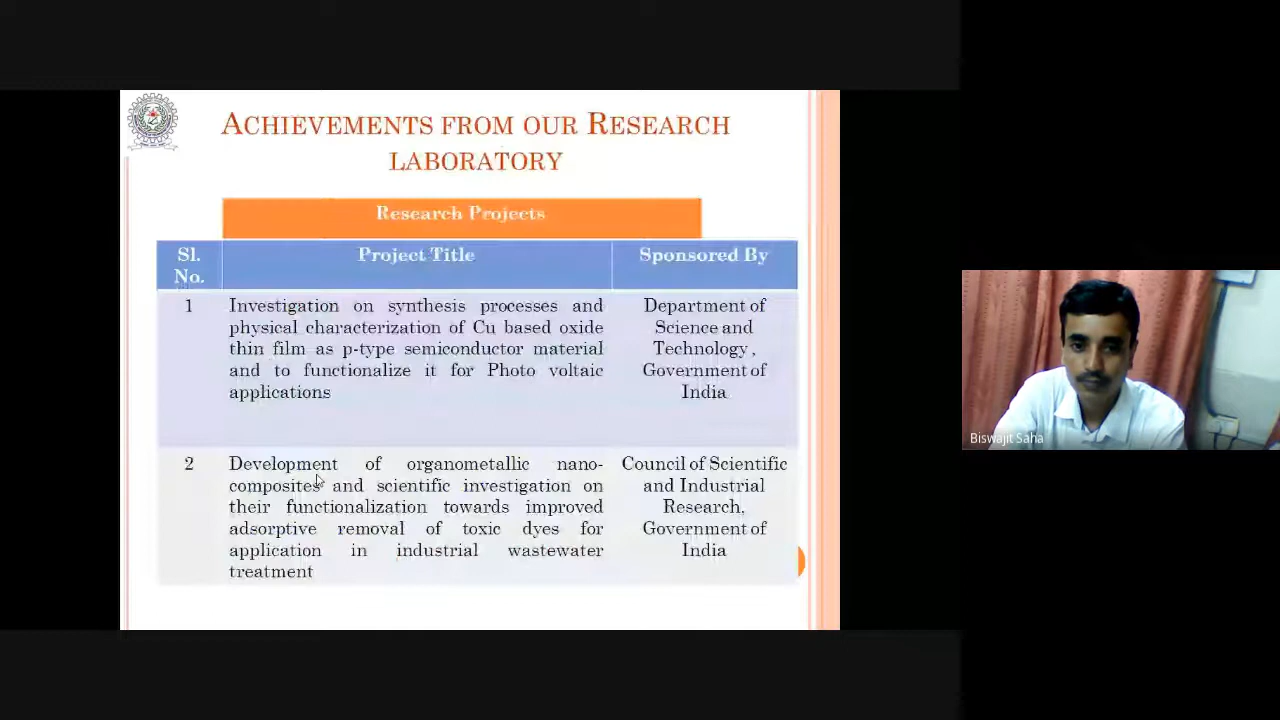 ACHIEVEMENTS FROM OUR RESEARCH
LABORATORY
Research Projects
Sl.
No.
Project Title
Sponsored By
1
Investigation on synthesis processes and
physical characterization of Cu based oxide
thin film as p-type semiconductor material
and to functionalize it for Photo voltaic
applications
Department of
Science and
Technology ,
Government of
India
2
Development of organometallic nano-
composites and scientific investigation on
their functionalization towards improved
adsorptive removal of toxic dyes for
application in industrial wastewater
treatment
Council of Scientific
and Industrial
Research,
Government of
India
Biswajit Saha